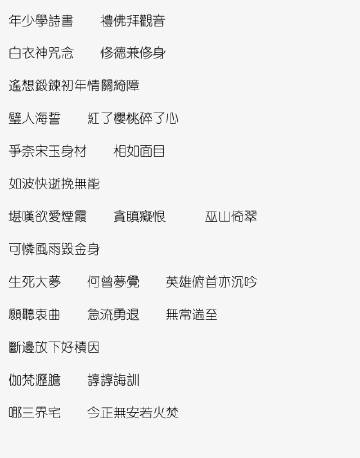 年少學詩書 禮佛拜觀音
白衣神咒念 修德兼修身
遙想鍛鍊初年情關綺障
璧人海誓 紅了櫻桃碎了心
爭奈宋玉身材 相如面目
如波快逝挽無能
堪嘆欲愛煙霞 貪瞋癡恨 巫山倚翠
可憐風雨毀金身
生死大夢 何曾夢覺 英雄俯首亦沉吟
願聽衷曲 急流勇退 無常遄至
斷邊放下好積因
伽梵瀝膽 諄諄誨訓
嘟三界宅 今正無安若火焚